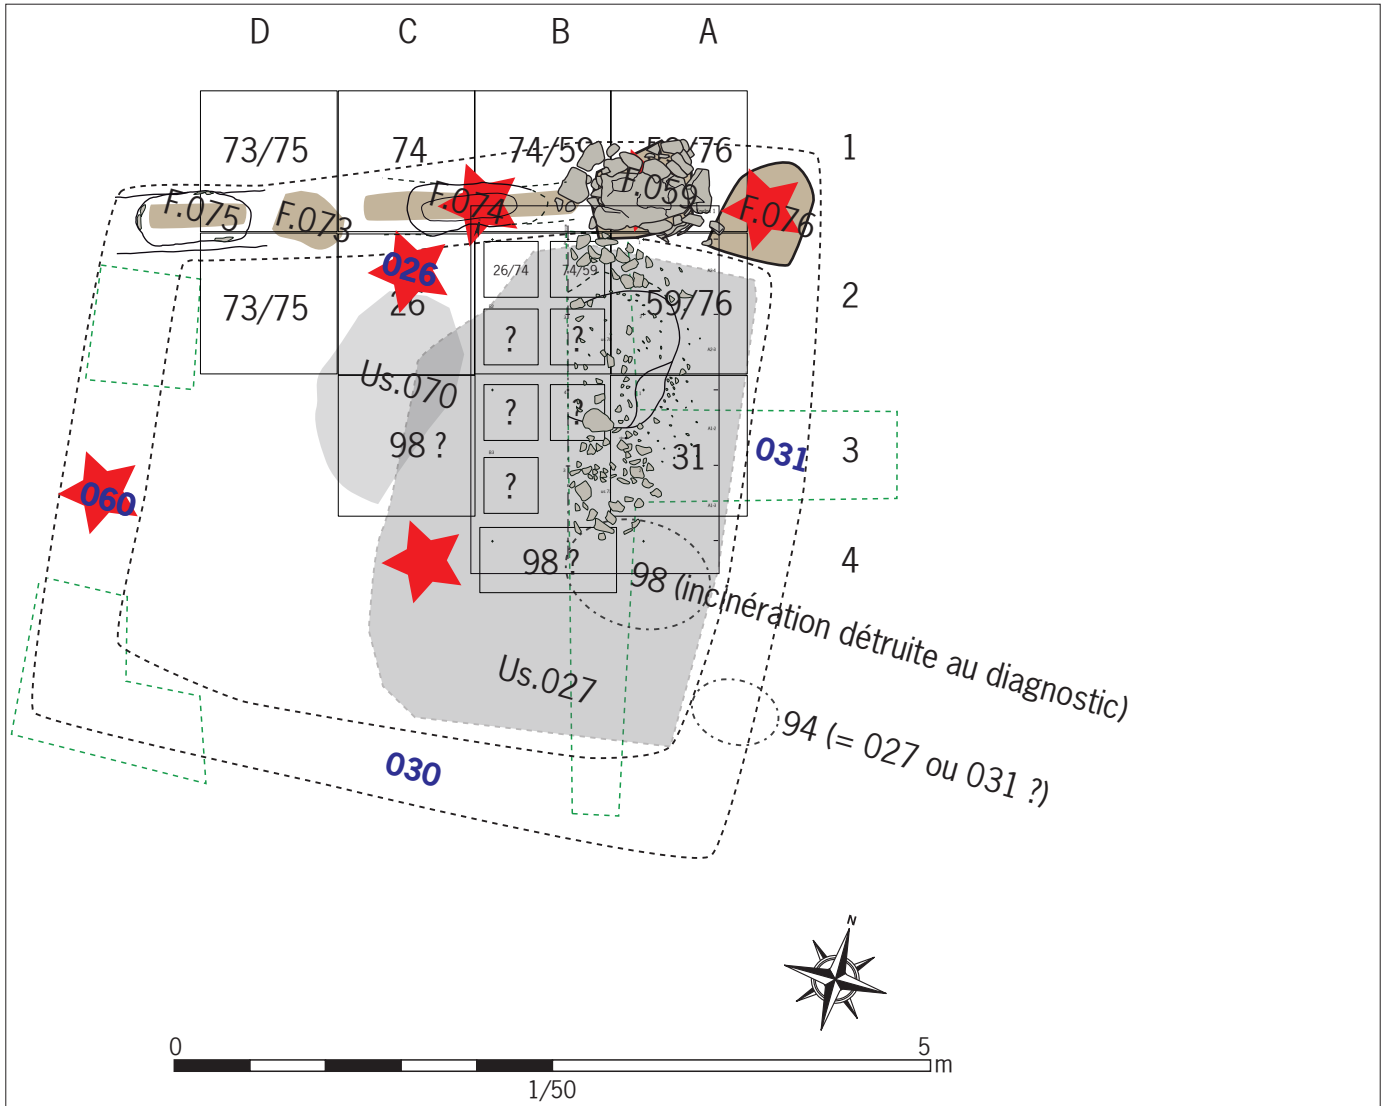 D C B A
73/75 74 74/59 59/76 1
F.075 F.073 F.074 F.059 F.076
026 26/74 74/59
73/75 26 59/76 2
? ?
Us.070
? ?
98 ? 31 031 3
?
060
98 ? 4
98 (incinération détruite au diagnostic)
Us.027
94 (= 027 ou 031 ?)
030
N
0 5
m
1/50